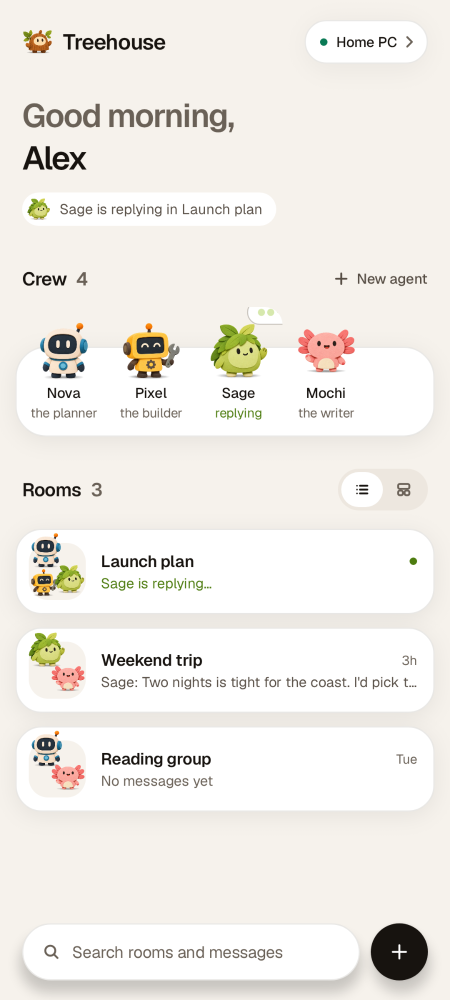 Treehouse
Home PC
Good morning,
Alex
Sage is replying in Launch plan
Crew 4
New agent
Nova
Pixel
Sage
Mochi
the planner
the builder
replying
the writer
Rooms 3
Launch plan
Sage is replying...
Weekend trip
3h
Sage: Two nights is tight for the coast. I'd pick t...
Reading group
Tue
No messages yet
Search rooms and messages